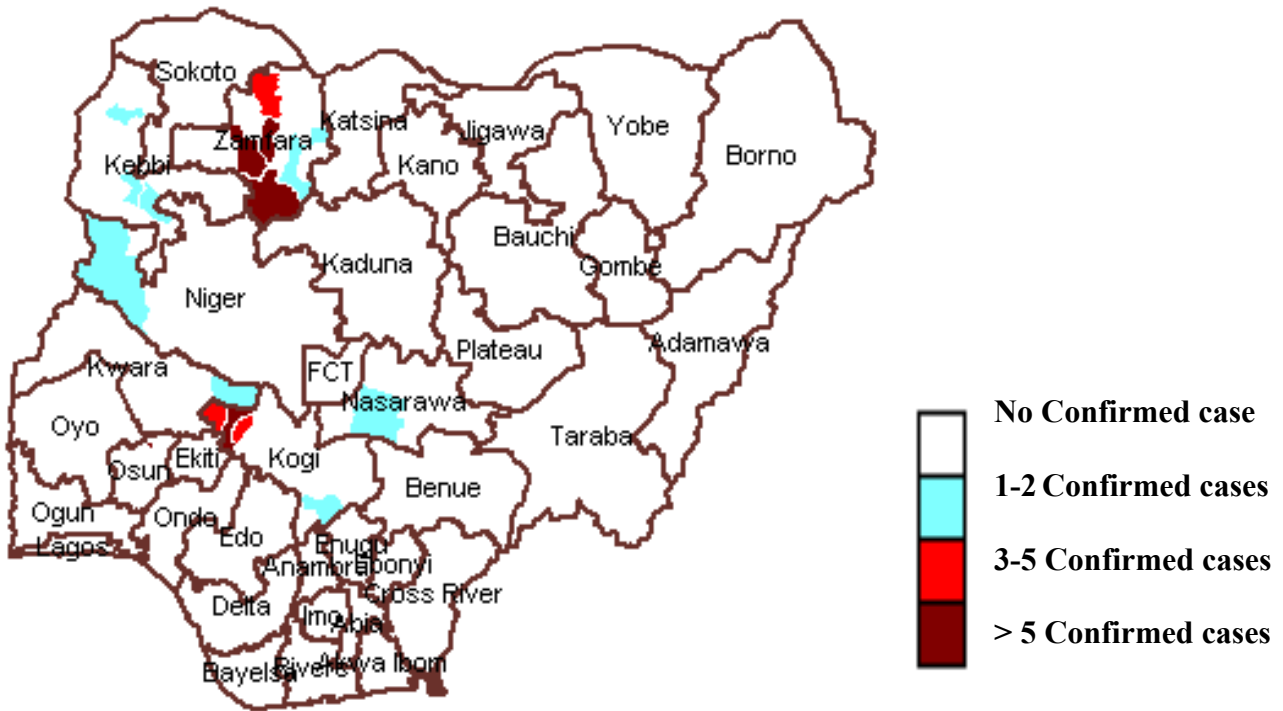 Sokoto
Katsina
Zamfara
Jigawa
Yobe
Borno
Kebbi
Kano
Bauchi
Gombe
Kaduna
Niger
Adamawa
Plateau
Kwara
FCT
Nasarawa
Oyo
Taraba
Ekiti
Kogi
Osun
Benue
Ogun
Ondo
Edo
Lagos
Enugu
Ebonyi
Anambra
Cross River
Delta
Imo
Abia
Bayelsa
Rivers
Akwa Ibom
No Confirmed case
1-2 Confirmed cases
3-5 Confirmed cases
> 5 Confirmed cases